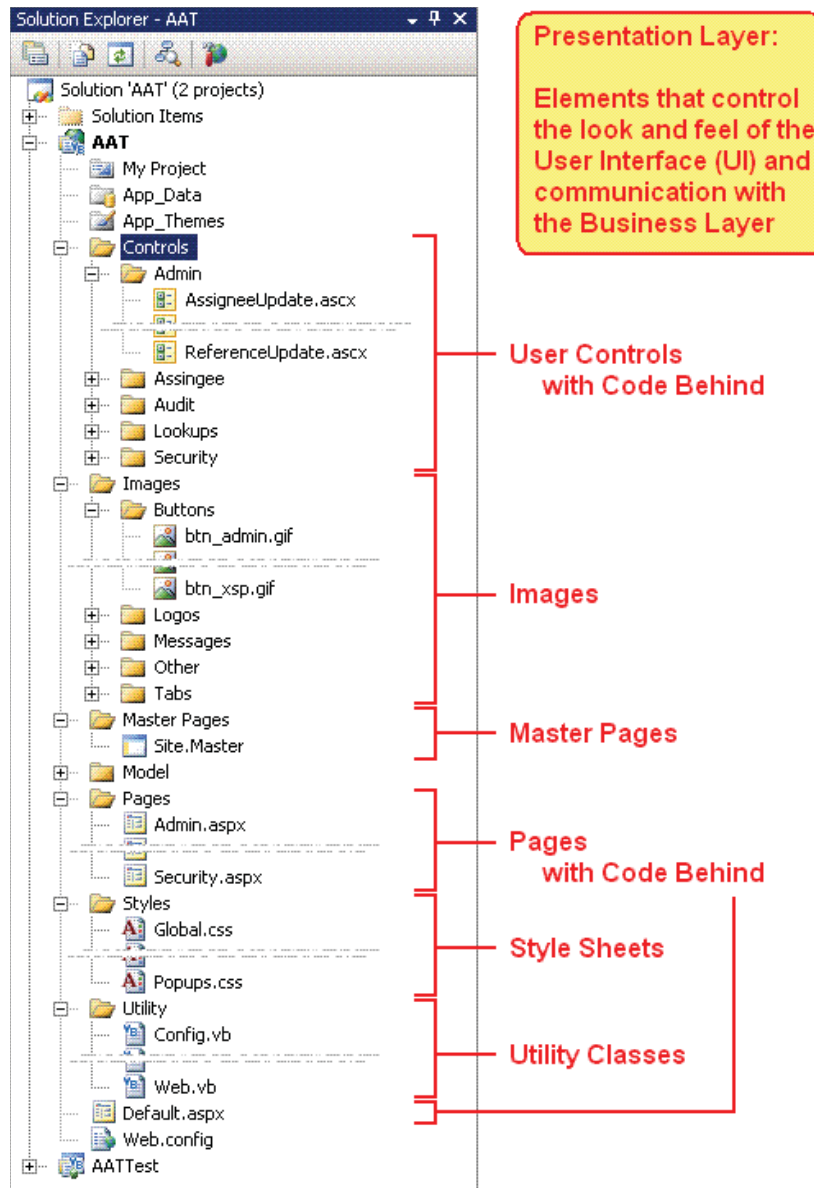 Solution Explorer - AAT
Solution 'AAT' (2 projects)
Solution Items
AAT
My Project
App_Data
App_Themes
Controls
Admin
AssigneeUpdate.ascx
ReferenceUpdate.ascx
Assingee
Audit
Lookups
Security
Images
Buttons
btn_admin.gif
btn_xsp.gif
Logos
Messages
Other
Tabs
Master Pages
Site.Master
Model
Pages
Admin.aspx
Security.aspx
Styles
Global.css
Popups.css
Utility
Config.vb
Web.vb
Default.aspx
Web.config
AATTest
Presentation Layer:
Elements that control
the look and feel of the
User Interface (UI) and
communication with
the Business Layer
User Controls
with Code Behind
Images
Master Pages
Pages
with Code Behind
Style Sheets
Utility Classes